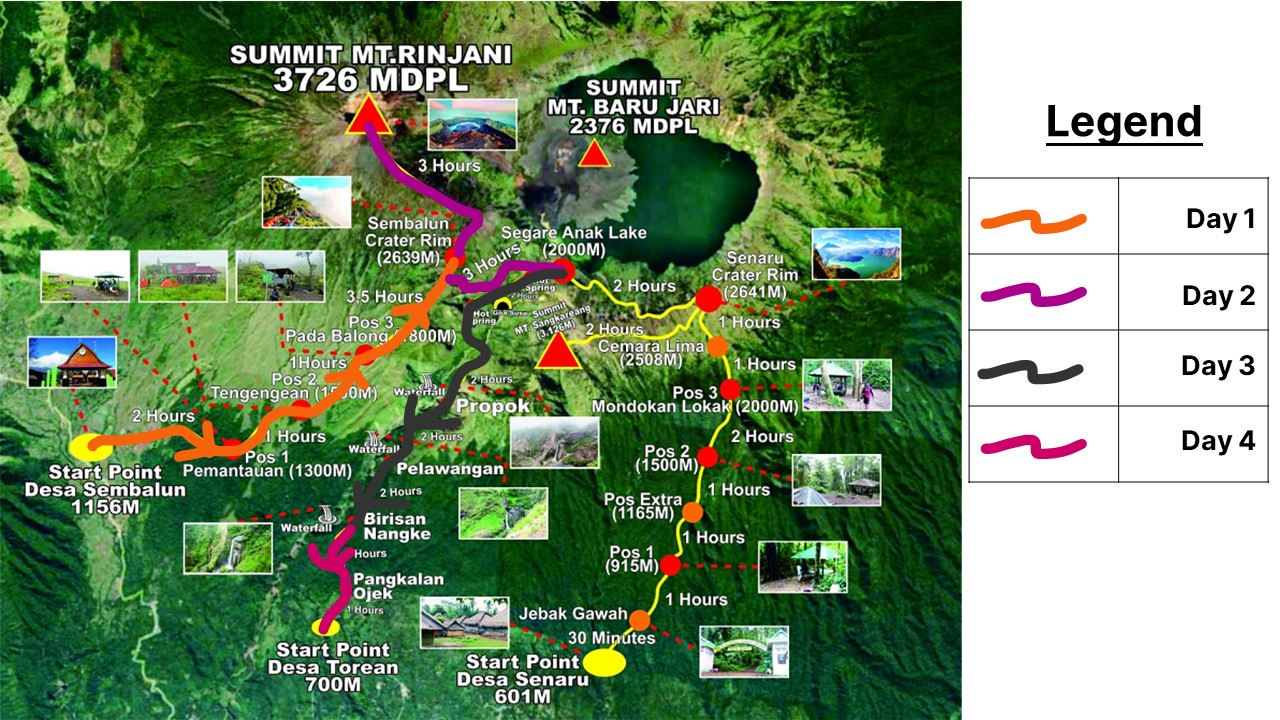 SUMMIT MT.RINJANI
3726 MDPL
SUMMIT
MT. BARU JARI
2376 MDPL
3 Hours
Sembalun
Crater Rim
(2639M)
Segare Anak Lake
(2000M)
3 Hours
Senaru
Crater Rim
(2641M)
2 Hours
1 Hours
3.5 Hours
Spring
2 Hours
Hot
Spring
Summit
MT. Sangkareang
(3.126M)
2 Hours
Cemara Lima
(2508M)
Pos 3
Pada Balong
800M)
1Hours
Pos 2
Tengengean
1 Hours
Waterfall
2 Hours
Propok
Pos 3
Mondokan Lokak (2000M)
2 Hours
1 Hours
Pos 1
Pemantauan (1300M)
2 Hours
Waterfall
2 Hours
Pos 2
(1500M)
Start Point
Desa Sembalun
1156M
Pelawangan
2 Hours
1 Hours
Pos Extra
(1165M)
Waterfall
Birisan
Nangke
1 Hours
Hours
Pos 1
(915M)
Pangkalan
Ojek
1 Hours
1 Hours
Jebak Gawah
30 Minutes
Start Point
Desa Torean
700M
Start Point
Desa Senaru
601M
Legend
Day 1
Day 2
Day 3
Day 4